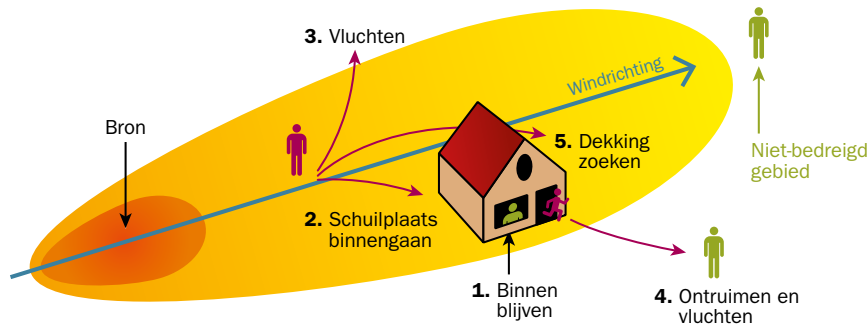 3. Vluchten
Windrichting
Bron
5. Dekking
zoeken
Niet-bedreigd
gebied
2. Schuilplaats
binnengaan
1. Binnen
blijven
4. Ontruimen en
vluchten